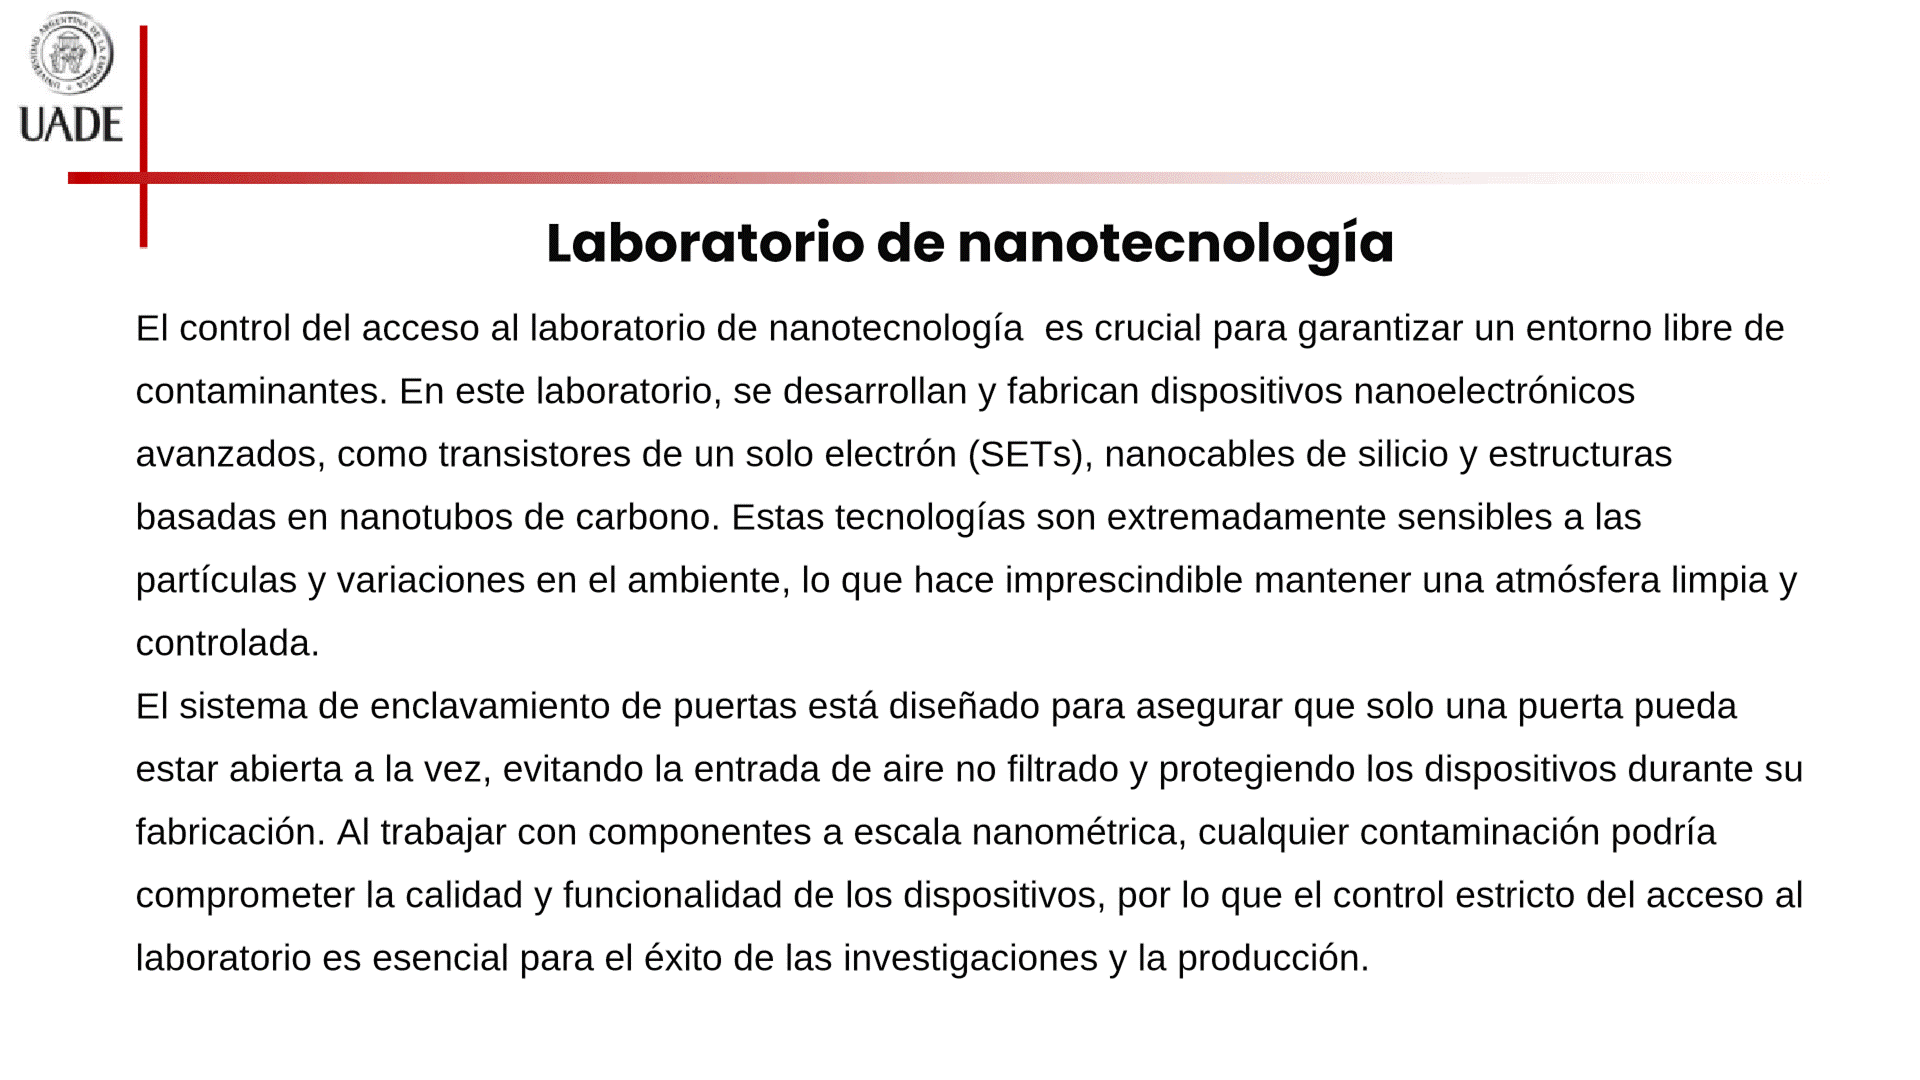 UNIVERSIDAD ARGENTINA DE LA EMPRESA
UADE
Laboratorio de nanotecnología
El control del acceso al laboratorio de nanotecnología  es crucial para garantizar un entorno libre de
contaminantes. En este laboratorio, se desarrollan y fabrican dispositivos nanoelectrónicos
avanzados, como transistores de un solo electrón (SETs), nanocables de silicio y estructuras
basadas en nanotubos de carbono. Estas tecnologías son extremadamente sensibles a las
partículas y variaciones en el ambiente, lo que hace imprescindible mantener una atmósfera limpia y
controlada.
El sistema de enclavamiento de puertas está diseñado para asegurar que solo una puerta pueda
estar abierta a la vez, evitando la entrada de aire no filtrado y protegiendo los dispositivos durante su
fabricación. Al trabajar con componentes a escala nanométrica, cualquier contaminación podría
comprometer la calidad y funcionalidad de los dispositivos, por lo que el control estricto del acceso al
laboratorio es esencial para el éxito de las investigaciones y la producción.